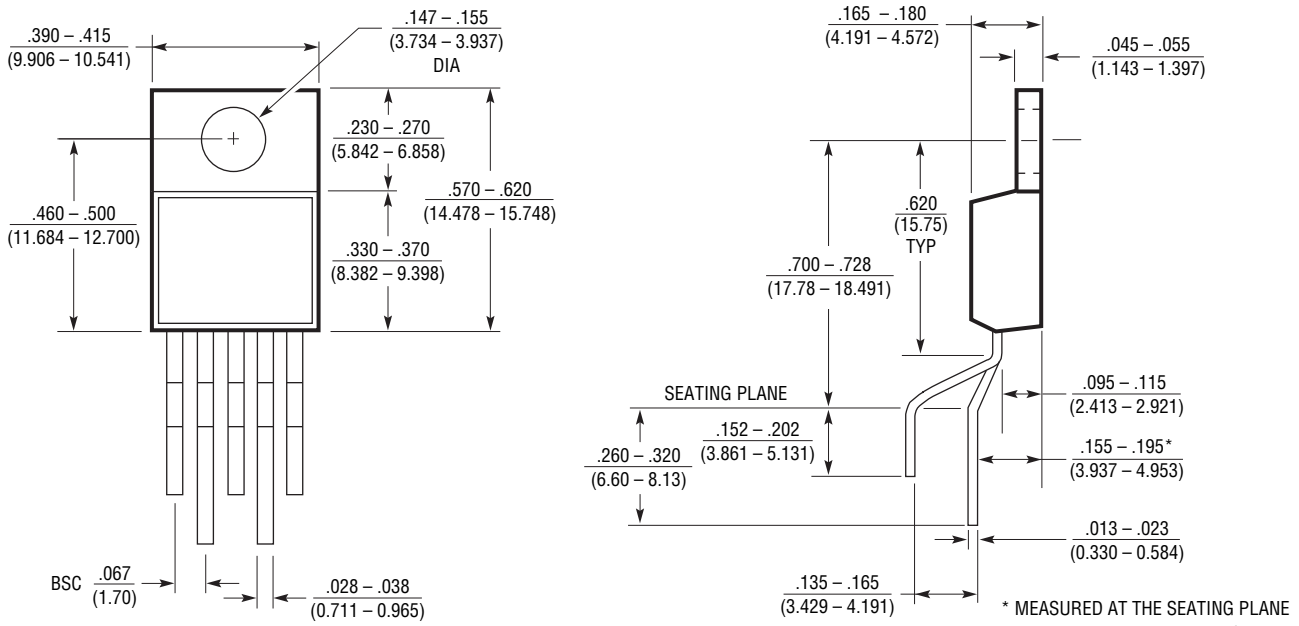 .390 – .415
(9.906 – 10.541)
.147 – .155
(3.734 – 3.937)
DIA
.230 – .270
(5.842 – 6.858)
.460 – .500
(11.684 – 12.700)
.570 – .620
(14.478 – 15.748)
.330 – .370
(8.382 – 9.398)
BSC
.067
(1.70)
.028 – .038
(0.711 – 0.965)
.165 – .180
(4.191 – 4.572)
.045 – .055
(1.143 – 1.397)
.620
(15.75)
TYP
.700 – .728
(17.78 – 18.491)
SEATING PLANE
.095 – .115
(2.413 – 2.921)
.152 – .202
(3.861 – 5.131)
.260 – .320
(6.60 – 8.13)
.155 – .195*
(3.937 – 4.953)
.013 – .023
(0.330 – 0.584)
.135 – .165
(3.429 – 4.191)
* MEASURED AT THE SEATING PLANE